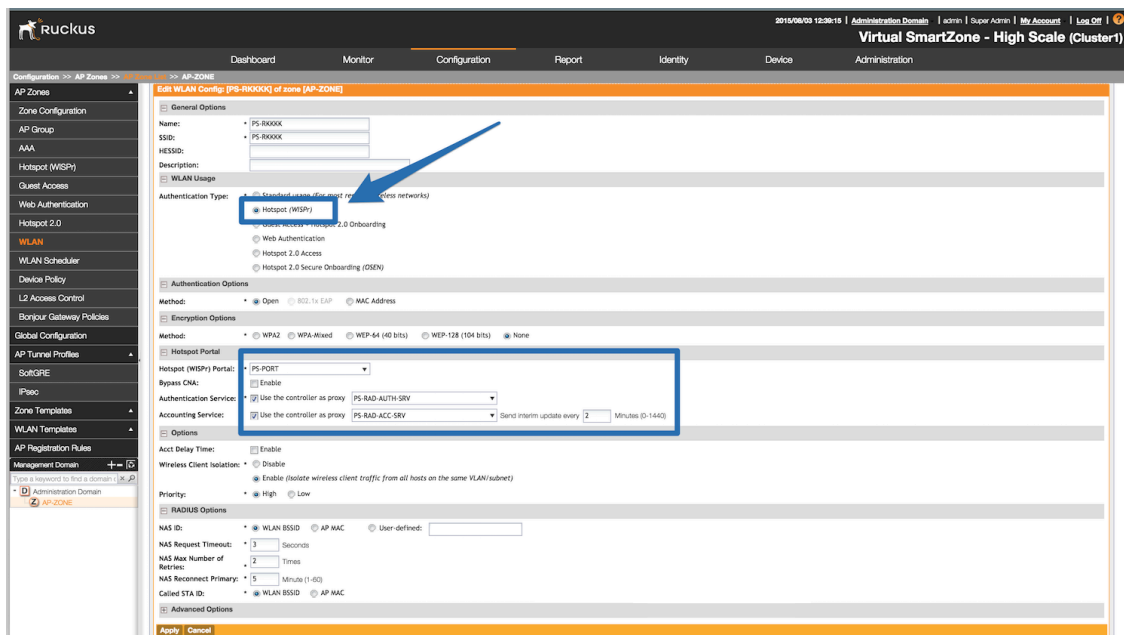 2015/08/03 12:39:15 | Administration Domain | admin | Super Admin | My Account | Log Off | ?
RUCKUS
Virtual SmartZone - High Scale (Cluster1)
Dashboard Monitor Configuration Report Identity Device Administration
Configuration >> AP Zones >> AP Zone List >> AP-ZONE
AP Zones
Zone Configuration
AP Group
AAA
Hotspot (WISPr)
Guest Access
Web Authentication
Hotspot 2.0
WLAN
WLAN Scheduler
Device Policy
L2 Access Control
Bonjour Gateway Policies
Global Configuration
AP Tunnel Profiles
SoftGRE
IPsec
Zone Templates
WLAN Templates
AP Registration Rules
Management Domain
Type a keyword to find a domain
D Administration Domain
Z AP-ZONE
Edit WLAN Config: [PS-RKKKK] of zone [AP-ZONE]
General Options
Name: * PS-RKKKK
SSID: * PS-RKKKK
HESSID:
Description:
WLAN Usage
Authentication Type: * Standard usage (For most wireless networks)
Hotspot (WISPr)
Guest Access - Hotspot 2.0 Onboarding
Web Authentication
Hotspot 2.0 Access
Hotspot 2.0 Secure Onboarding (OSEN)
Authentication Options
Method: * Open 802.1x EAP MAC Address
Encryption Options
Method: * WPA2 WPA-Mixed WEP-64 (40 bits) WEP-128 (104 bits) None
Hotspot Portal
Hotspot (WISPr) Portal: * PS-PORT
Bypass CNA: Enable
Authentication Service: * Use the controller as proxy PS-RAD-AUTH-SRV
Accounting Service: Use the controller as proxy PS-RAD-ACC-SRV Send interim update every 2 Minutes (0-1440)
Options
Acct Delay Time: Enable
Wireless Client Isolation: * Disable
Enable (Isolate wireless client traffic from all hosts on the same VLAN/subnet)
Priority: * High Low
RADIUS Options
NAS ID: * WLAN BSSID AP MAC User-defined:
NAS Request Timeout: * 3 Seconds
NAS Max Number of Retries: * 2 Times
NAS Reconnect Primary: * 5 Minute (1-60)
Called STA ID: * WLAN BSSID AP MAC
Advanced Options
Apply Cancel